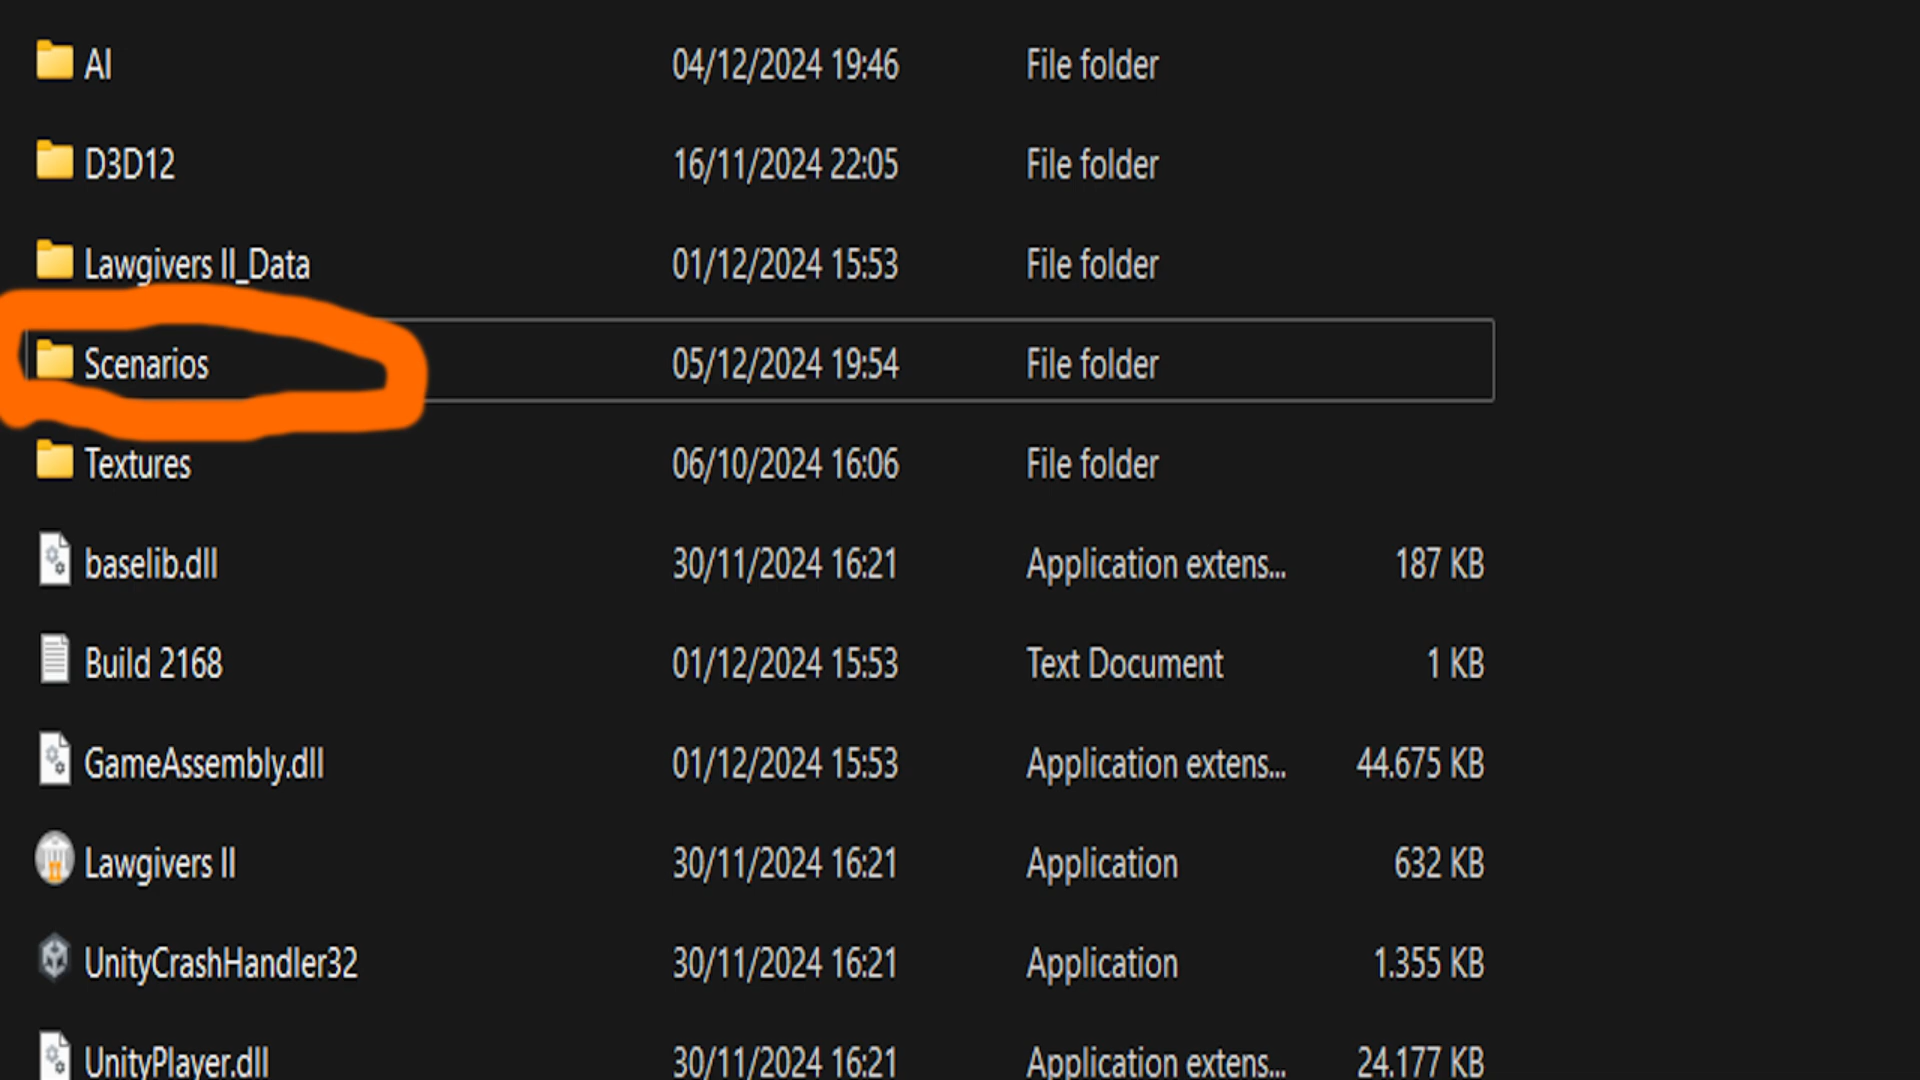 AI 04/12/2024 19:46 File folder
D3D12 16/11/2024 22:05 File folder
Lawgivers II_Data 01/12/2024 15:53 File folder
Scenarios 05/12/2024 19:54 File folder
Textures 06/10/2024 16:06 File folder
baselib.dll 30/11/2024 16:21 Application extens... 187 KB
Build 2168 01/12/2024 15:53 Text Document 1 KB
GameAssembly.dll 01/12/2024 15:53 Application extens... 44.675 KB
Lawgivers II 30/11/2024 16:21 Application 632 KB
UnityCrashHandler32 30/11/2024 16:21 Application 1.355 KB
UnityPlayer.dll 30/11/2024 16:21 Application extens... 24.177 KB